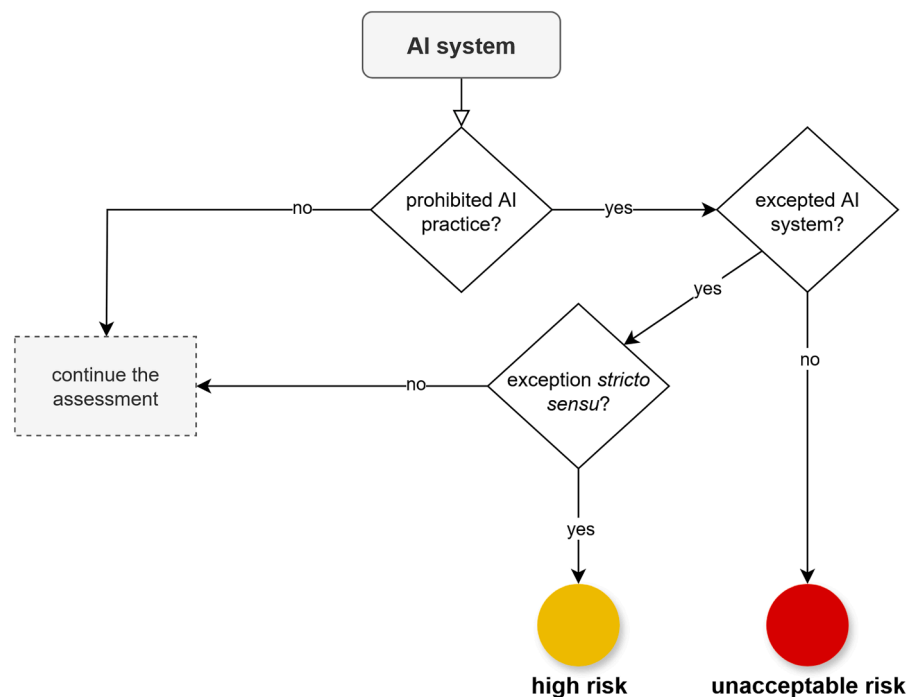 AI system
prohibited AI
practice?
no
yes
excepted AI
system?
yes
no
exception stricto
sensu?
no
continue the
assessment
yes
high risk
unacceptable risk